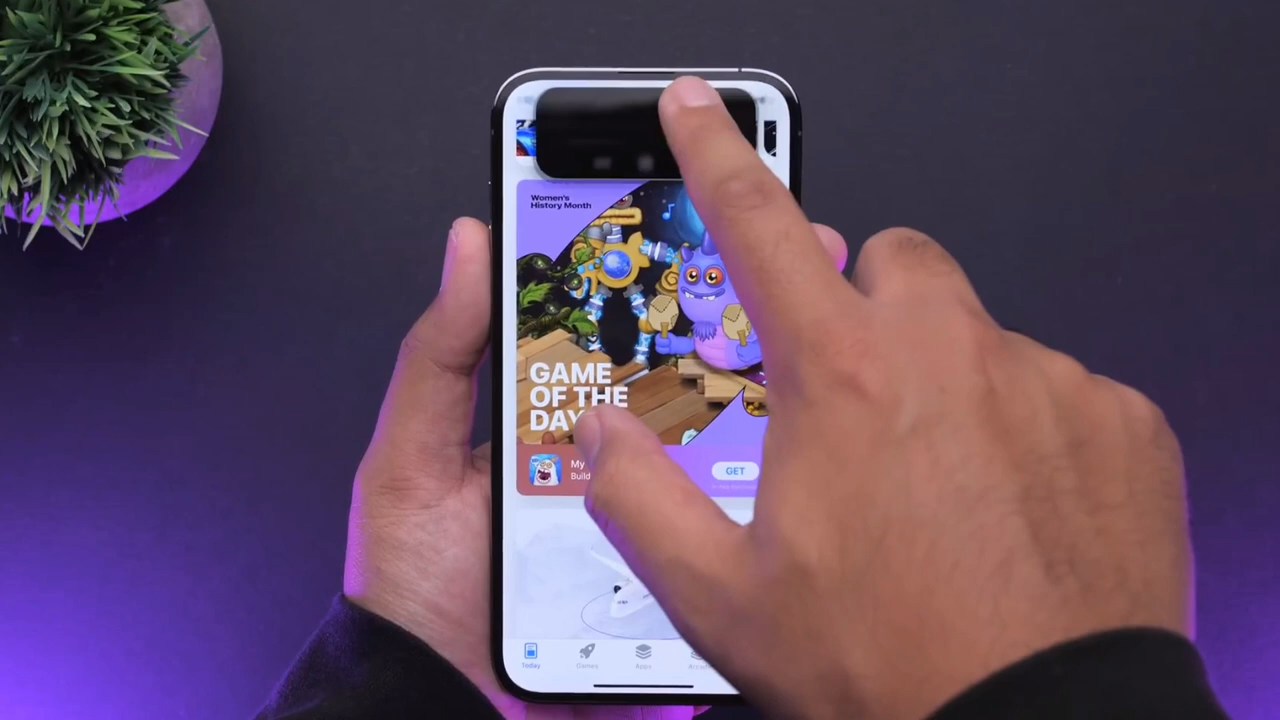 Women's
History Month
GAME
OF THE
DAY
My
Build
GET
Today
Games
Apps